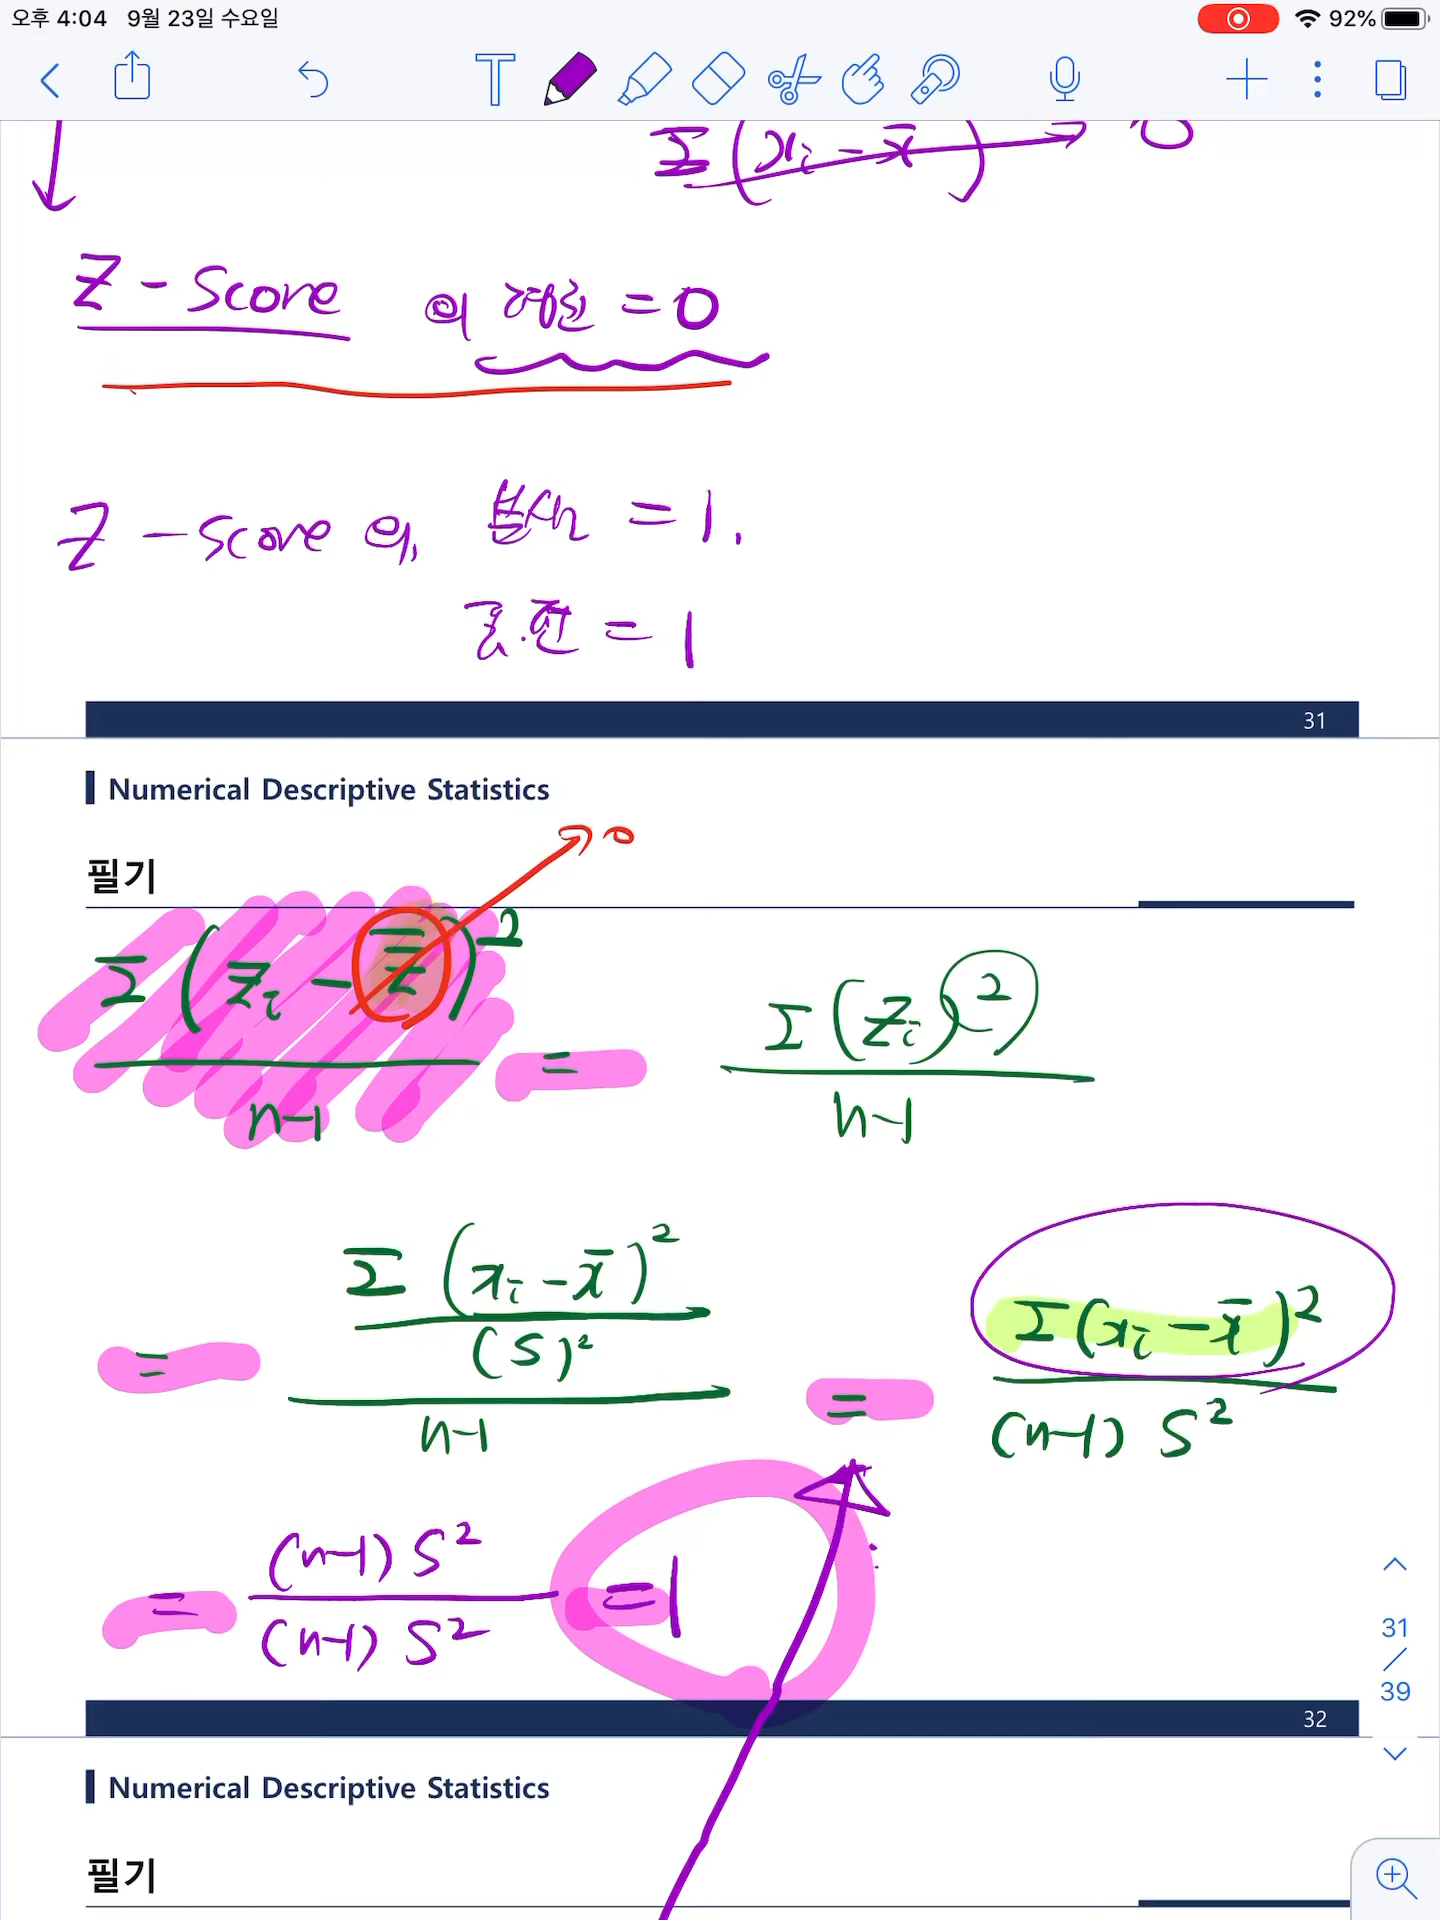 오후 4:04 9월 23일 수요일 92%
Σ(xi - x̄) 0
Z - Score 의 평균 = 0
Z - Score 의, 분산 = 1.
표.편 = 1
31
Numerical Descriptive Statistics
0
필기
Σ(zi - z̄)² / n-1 = Σ(zi)² / n-1
= Σ(xi - x̄)² / (S)² / n-1 = Σ(xi - x̄)² / (n-1) S²
= (n-1) S² / (n-1) S² = 1
31 / 39
32
Numerical Descriptive Statistics
필기